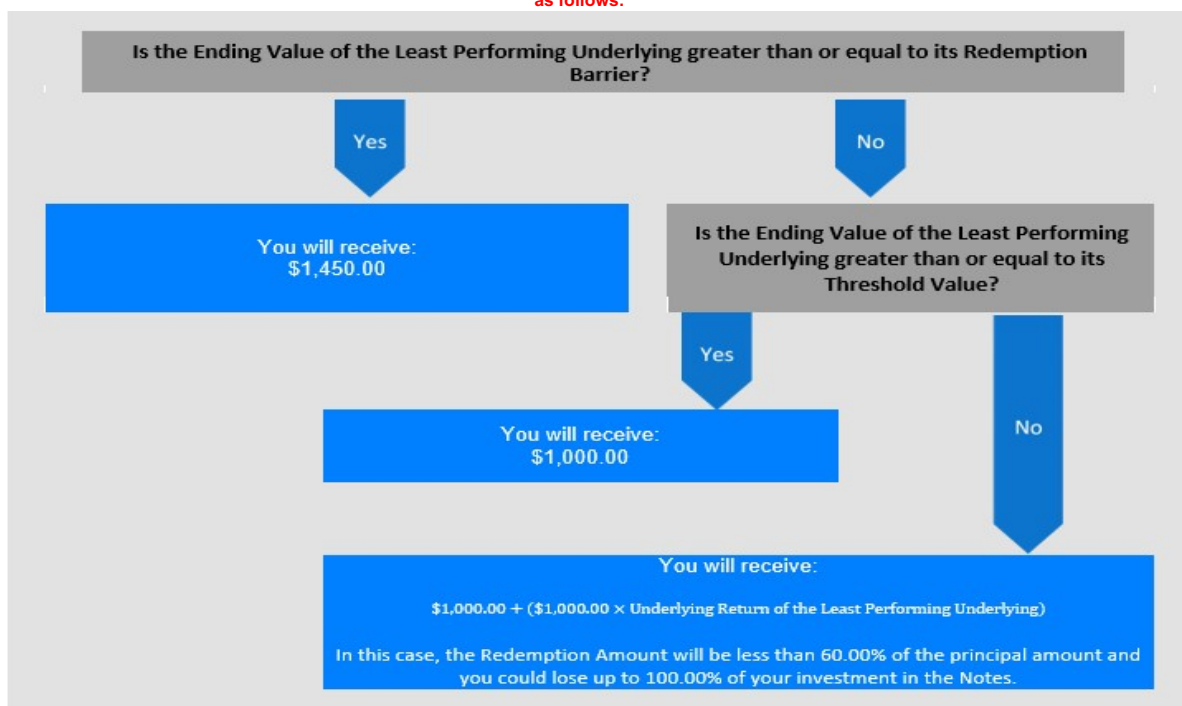 as follows:
Is the Ending Value of the Least Performing Underlying greater than or equal to its Redemption
Barrier?
Yes
No
You will receive:
$1,450.00
Is the Ending Value of the Least Performing
Underlying greater than or equal to its
Threshold Value?
Yes
No
You will receive:
$1,000.00
You will receive:
$1,000.00 + ($1,000.00 × Underlying Return of the Least Performing Underlying)
In this case, the Redemption Amount will be less than 60.00% of the principal amount and
you could lose up to 100.00% of your investment in the Notes.